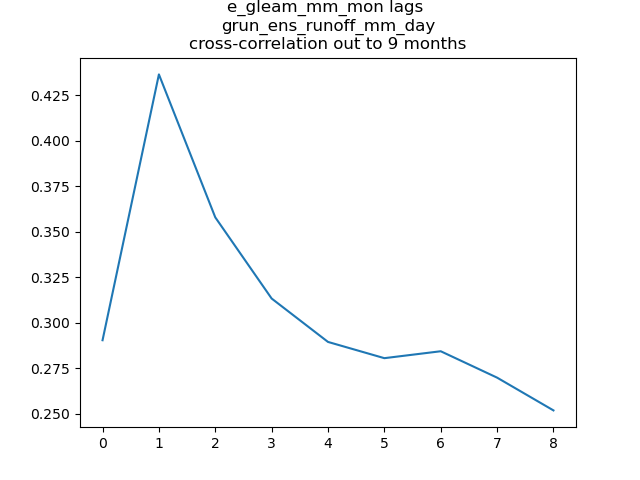 e_gleam_mm_mon lags
grun_ens_runoff_mm_day
cross-correlation out to 9 months
0.425
0.400
0.375
0.350
0.325
0.300
0.275
0.250
0 1 2 3 4 5 6 7 8